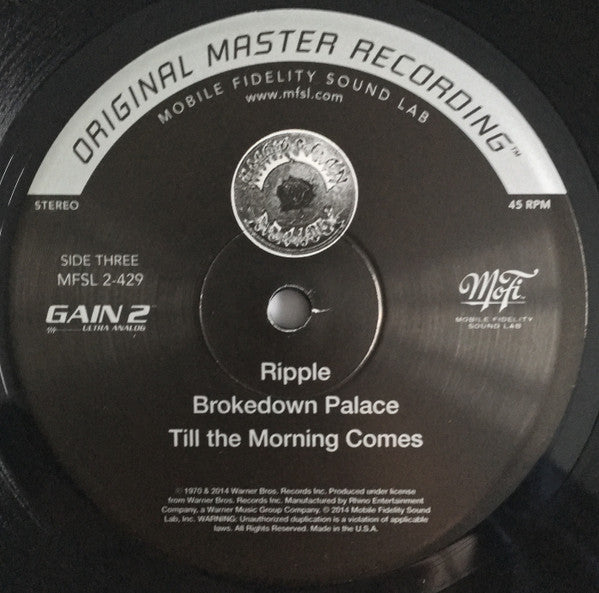 ORIGINAL MASTER RECORDING™
MOBILE FIDELITY SOUND LAB
www.mfsl.com
AMERICAN
BEAUTY
STEREO
45 RPM
SIDE THREE
MFSL 2-429
GAIN 2™
ULTRA ANALOG
MoFi
MOBILE FIDELITY
SOUND LAB
Ripple
Brokedown Palace
Till the Morning Comes
℗ 1970 & 2014 Warner Bros. Records Inc. Produced under license
from Warner Bros. Records Inc. Manufactured by Rhino Entertainment
Company, a Warner Music Group Company. © 2014 Mobile Fidelity Sound
Lab, Inc. WARNING: Unauthorized duplication is a violation of applicable
laws. All Rights Reserved. Made in the U.S.A.